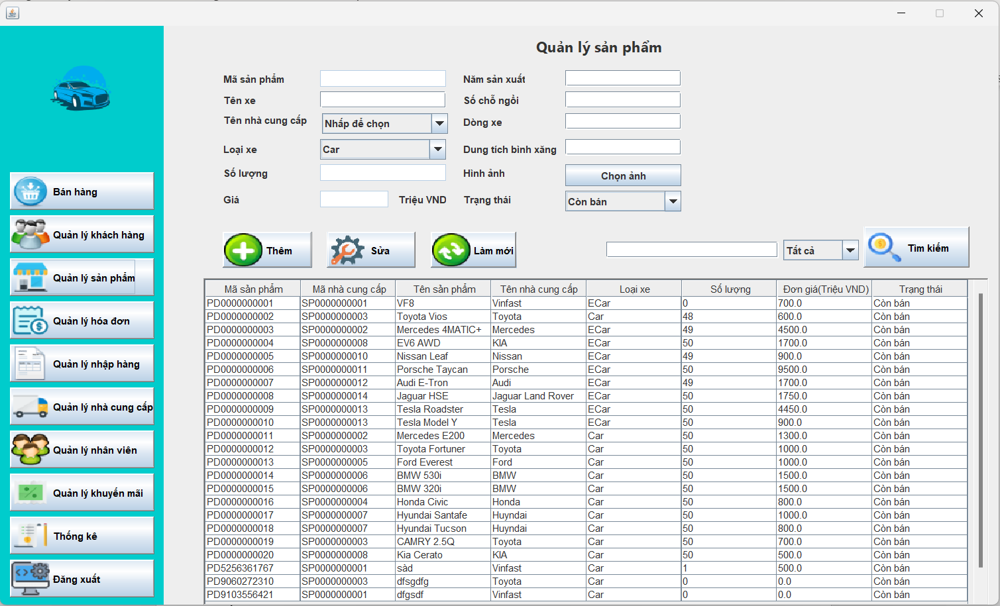 Quản lý sản phẩm
Mã sản phẩm
Năm sản xuất
Tên xe
Số chỗ ngồi
Tên nhà cung cấp
Nhấp để chọn
Dòng xe
Loại xe
Car
Dung tích bình xăng
Số lượng
Hình ảnh
Chọn ảnh
Giá
Triệu VND
Trạng thái
Còn bán
Bán hàng
Quản lý khách hàng
Quản lý sản phẩm
Quản lý hóa đơn
Quản lý nhập hàng
Quản lý nhà cung cấp
Quản lý nhân viên
Quản lý khuyến mãi
Thống kê
Đăng xuất
Thêm
Sửa
Làm mới
Tất cả
Tìm kiếm
Mã sản phẩm Mã nhà cung cấp Tên sản phẩm Tên nhà cung cấp Loại xe Số lượng Đơn giá(Triệu VND) Trạng thái
PD0000000001 SP0000000001 VF8 Vinfast ECar 0 700.0 Còn bán
PD0000000002 SP0000000003 Toyota Vios Toyota Car 48 600.0 Còn bán
PD0000000003 SP0000000002 Mercedes 4MATIC+ Mercedes ECar 49 4500.0 Còn bán
PD0000000004 SP0000000008 EV6 AWD KIA ECar 50 1700.0 Còn bán
PD0000000005 SP0000000010 Nissan Leaf Nissan ECar 49 900.0 Còn bán
PD0000000006 SP0000000011 Porsche Taycan Porsche ECar 50 9500.0 Còn bán
PD0000000007 SP0000000012 Audi E-Tron Audi ECar 49 1700.0 Còn bán
PD0000000008 SP0000000014 Jaguar HSE Jaguar Land Rover ECar 50 1750.0 Còn bán
PD0000000009 SP0000000013 Tesla Roadster Tesla ECar 50 4450.0 Còn bán
PD0000000010 SP0000000013 Tesla Model Y Tesla ECar 50 900.0 Còn bán
PD0000000011 SP0000000002 Mercedes E200 Mercedes Car 50 1300.0 Còn bán
PD0000000012 SP0000000003 Toyota Fortuner Toyota Car 50 1000.0 Còn bán
PD0000000013 SP0000000005 Ford Everest Ford Car 50 1000.0 Còn bán
PD0000000014 SP0000000006 BMW 530i BMW Car 50 1500.0 Còn bán
PD0000000015 SP0000000006 BMW 320i BMW Car 50 1500.0 Còn bán
PD0000000016 SP0000000004 Honda Civic Honda Car 50 800.0 Còn bán
PD0000000017 SP0000000007 Hyundai Santafe Huyndai Car 50 1000.0 Còn bán
PD0000000018 SP0000000007 Hyundai Tucson Huyndai Car 50 800.0 Còn bán
PD0000000019 SP0000000003 CAMRY 2.5Q Toyota Car 50 700.0 Còn bán
PD0000000020 SP0000000008 Kia Cerato KIA Car 50 500.0 Còn bán
PD5256361767 SP0000000001 sàd Vinfast Car 1 500.0 Còn bán
PD9060272310 SP0000000003 dfsgdfg Toyota Car 0 0.0 Còn bán
PD9103556421 SP0000000001 dfgsdf Vinfast Car 0 0.0 Còn bán